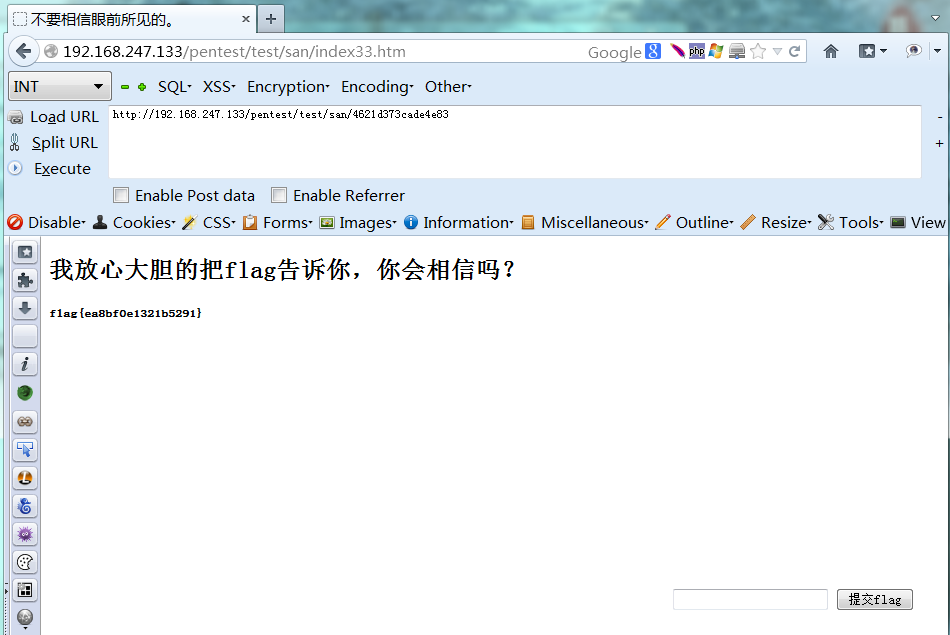 不要相信眼前所见的。
192.168.247.133/pentest/test/san/index33.htm
Google
php
INT
SQL
XSS
Encryption
Encoding
Other
Load URL
http://192.168.247.133/pentest/test/san/4621d373cade4e83
Split URL
Execute
Enable Post data
Enable Referrer
Disable
Cookies
CSS
Forms
Images
Information
Miscellaneous
Outline
Resize
Tools
View
我放心大胆的把flag告诉你，你会相信吗？
flag{ea8bf0e1321b5291}
提交flag